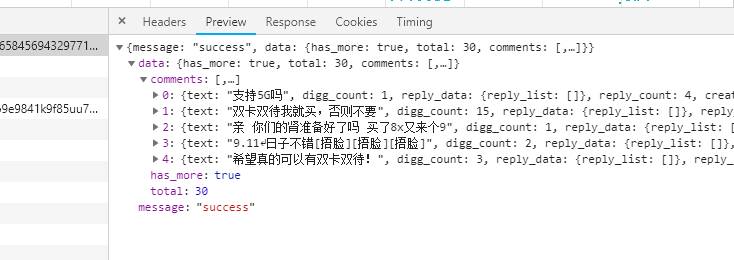 Headers Preview Response Cookies Timing
65845694329771...
{message: "success", data: {has_more: true, total: 30, comments: [,…]}}
data: {has_more: true, total: 30, comments: [,…]}
comments: [,…]
0: {text: "支持5G吗", digg_count: 1, reply_data: {reply_list: []}, reply_count: 4, creat
1: {text: "双卡双待我就买，否则不要", digg_count: 15, reply_data: {reply_list: []}, rep
b9e9841k9f85uu7...
2: {text: "亲 你们的肾准备好了吗 买了8x又来个9", digg_count: 1, reply_data: {reply_l
3: {text: "9.11↵日子不错[捂脸][捂脸][捂脸]", digg_count: 2, reply_data: {reply_list:
4: {text: "希望真的可以有双卡双待！", digg_count: 3, reply_data: {reply_list: []}, rep
has_more: true
total: 30
message: "success"